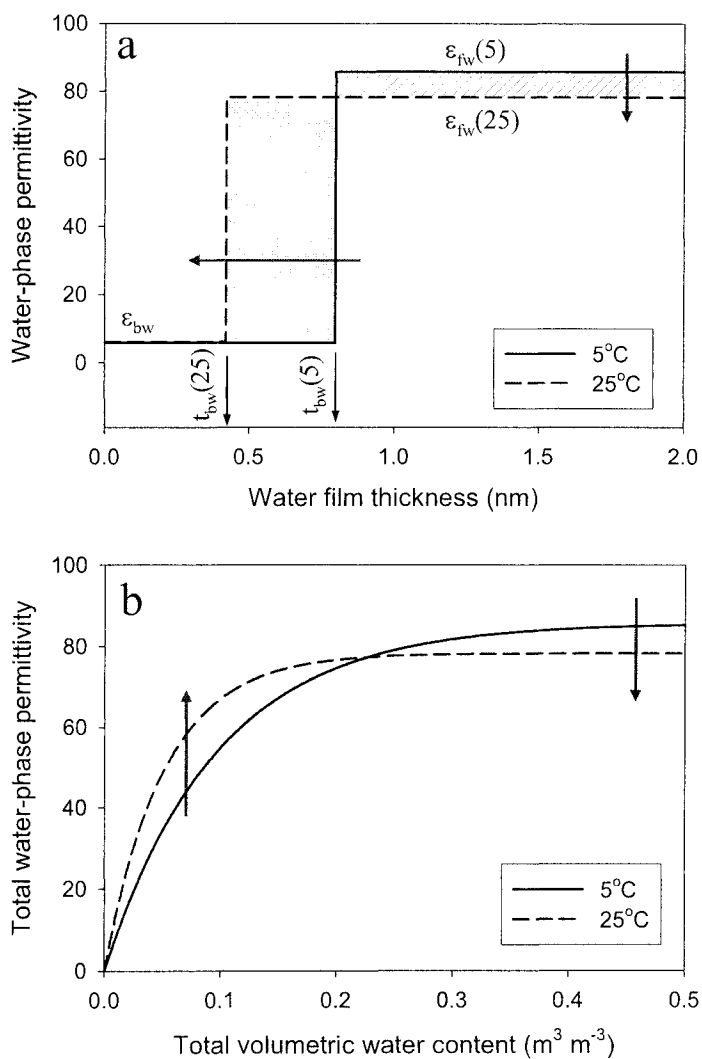 100
a
ε_fw(5)
80
ε_fw(25)
60
40
20
ε_bw
0
t_bw(25)
t_bw(5)
5°C
25°C
0.0 0.5 1.0 1.5 2.0
Water film thickness (nm)
Water-phase permittivity
100
b
80
60
40
20
0
5°C
25°C
0.0 0.1 0.2 0.3 0.4 0.5
Total volumetric water content (m³ m⁻³)
Total water-phase permittivity